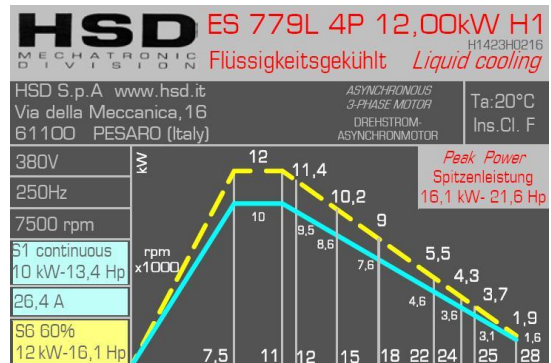 HSD
MECHATRONIC
DIVISION
ES 779L 4P 12,00kW H1
H1423H0216
Flüssigkeitsgekühlt Liquid cooling
HSD S.p.A www.hsd.it
Via della Meccanica,16
61100 PESARO (Italy)
ASYNCHRONOUS
3-PHASE MOTOR
DREHSTROM-
ASYNCHRONMOTOR
Ta:20°C
Ins.Cl. F
380V
250Hz
7500 rpm
S1 continuous
10 kW-13,4 Hp
26,4 A
S6 60%
12 kW-16,1 Hp
kW
rpm
x1000
Peak Power
Spitzenleistung
16,1 kW- 21,6 Hp
12 11,4 10,2 9 5,5 4,3 3,7 1,9
10 9,5 8,6 7,6 4,6 3,6 3,1 1,6
7,5 11 12 15 18 22 24 25 28